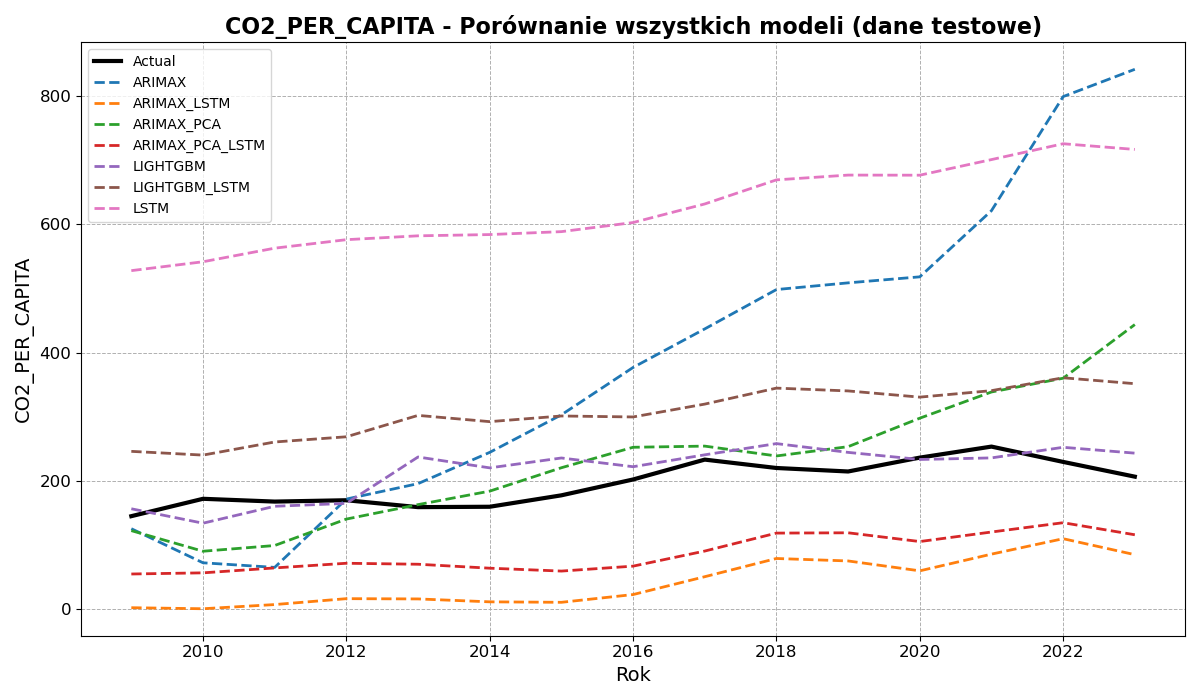 CO2_PER_CAPITA - Porównanie wszystkich modeli (dane testowe)
Actual
ARIMAX
ARIMAX_LSTM
ARIMAX_PCA
ARIMAX_PCA_LSTM
LIGHTGBM
LIGHTGBM_LSTM
LSTM
CO2_PER_CAPITA
800
600
400
200
0
2010 2012 2014 2016 2018 2020 2022
Rok